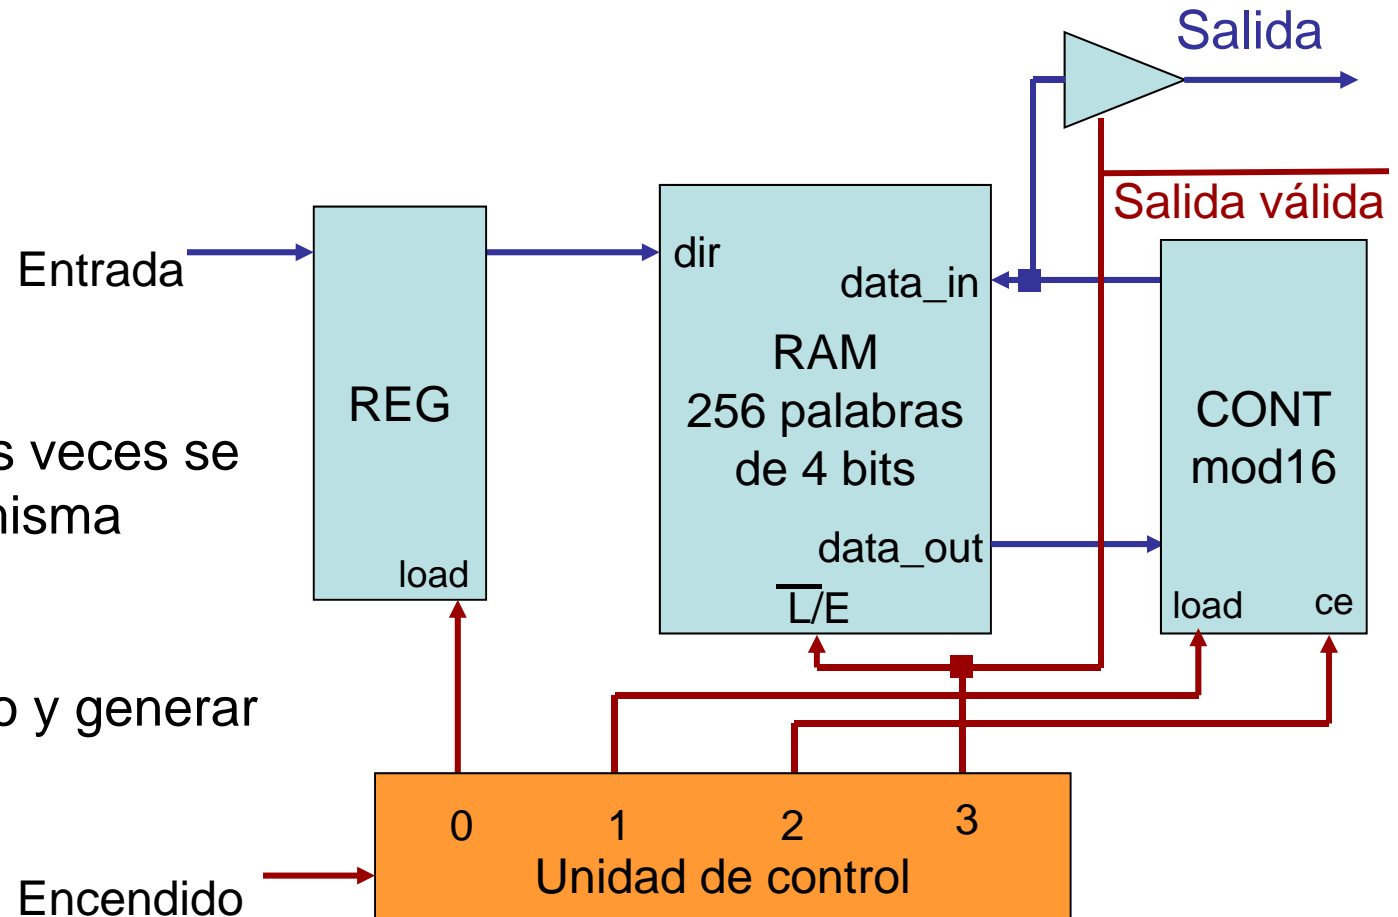 Salida
Salida válida
Entrada
dir
data_in
REG
RAM
256 palabras
de 4 bits
CONT
mod16
s veces se
nisma
data_out
load
L/E
load
ce
o y generar
0
1
2
3
Unidad de control
Encendido